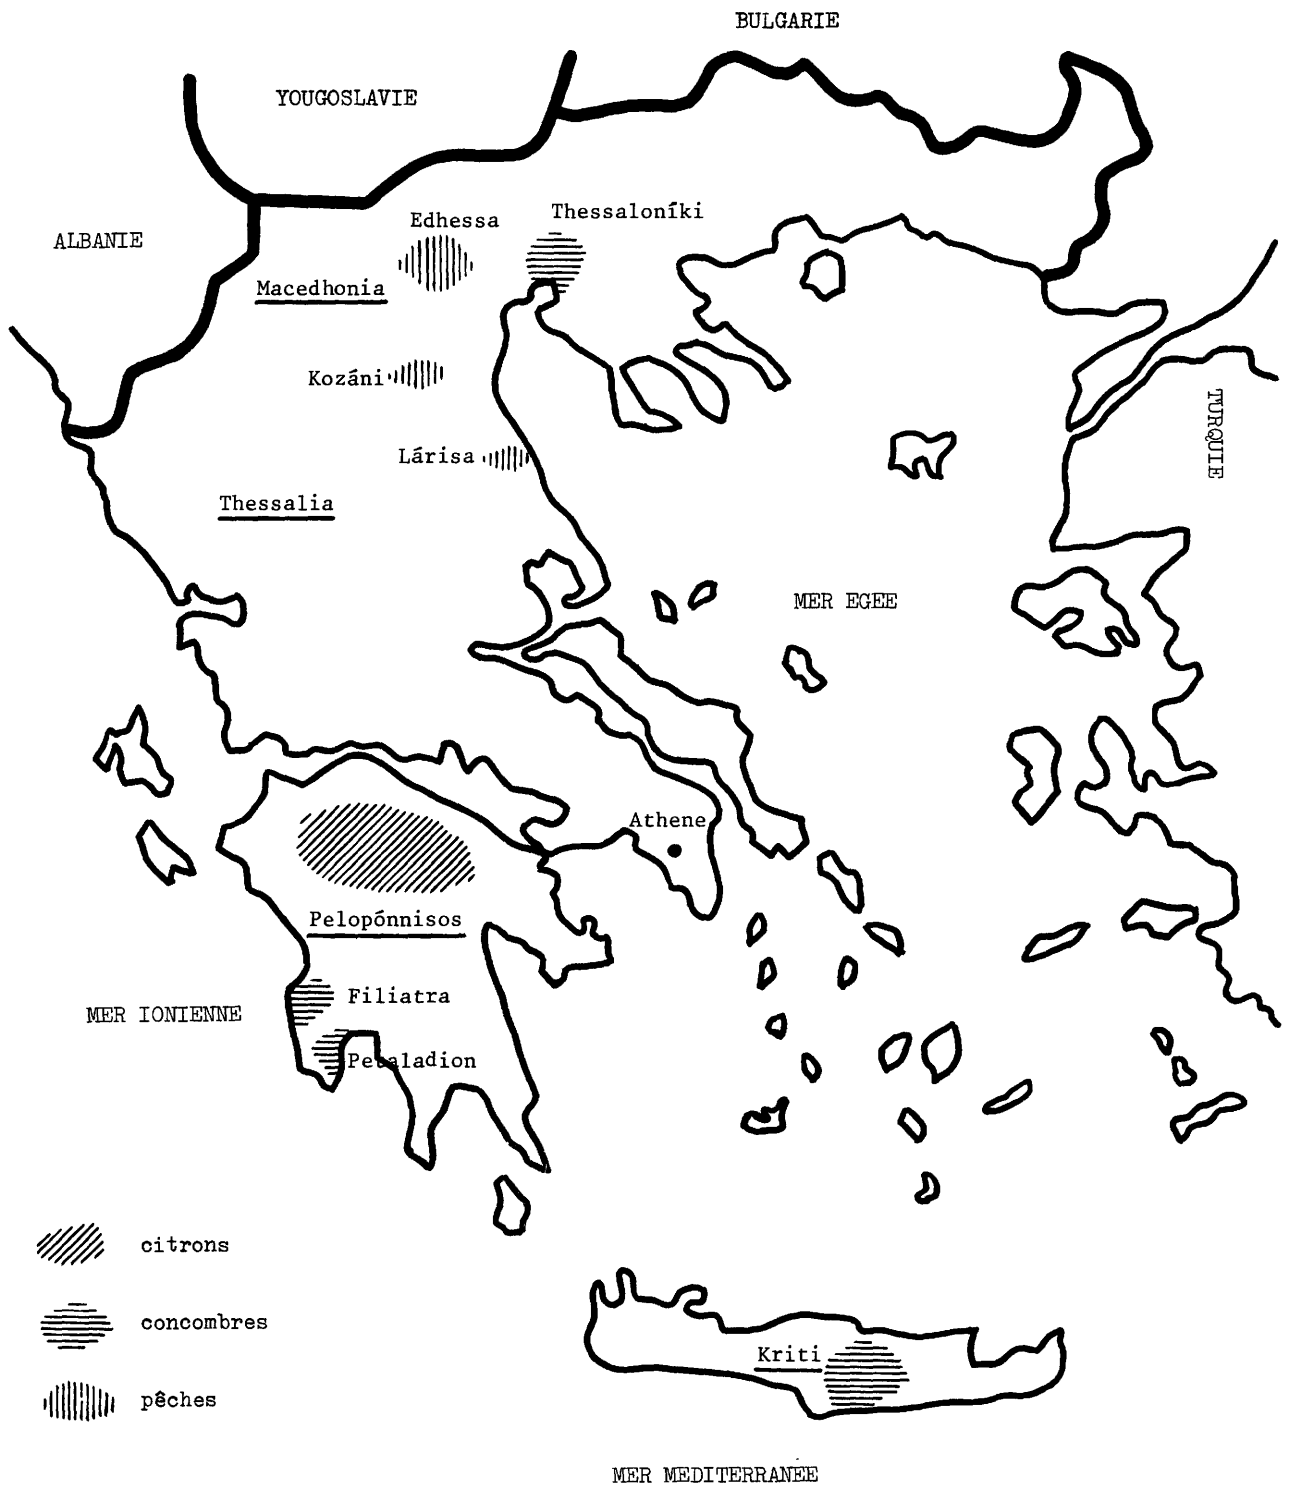 BULGARIE
YOUGOSLAVIE
Thessaloníki
Edhessa
ALBANIE
Macedhonia
Kozáni
TURQUIE
Lárisa
Thessalia
MER EGEE
Athene
Pelopónnisos
Filiatra
MER IONIENNE
Petaladion
citrons
concombres
Kriti
pêches
MER MEDITERRANÉE